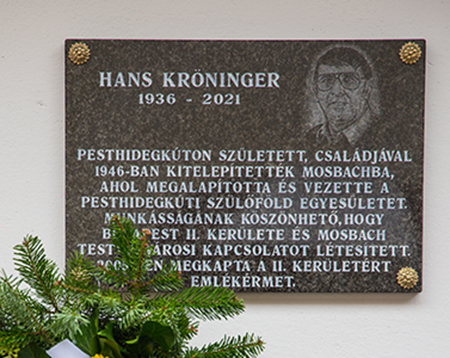 HANS KRÖNINGER
1936 - 2021
PESTHIDEGKÚTON SZÜLETETT, CSALÁDJÁVAL
1946-BAN KITELEPÍTETTÉK MOSBACHBA,
AHOL MEGALAPÍTOTTA ÉS VEZETTE A
PESTHIDEGKÚTI SZÜLŐFÖLD EGYESÜLETET.
MUNKÁSSÁGÁNAK KÖSZÖNHETŐ, HOGY
BUDAPEST II. KERÜLETE ÉS MOSBACH
TESTVÉRVÁROSI KAPCSOLATOT LÉTESÍTETT.
MEGKAPTA A II. KERÜLETÉRT
EMLÉKÉRMET.